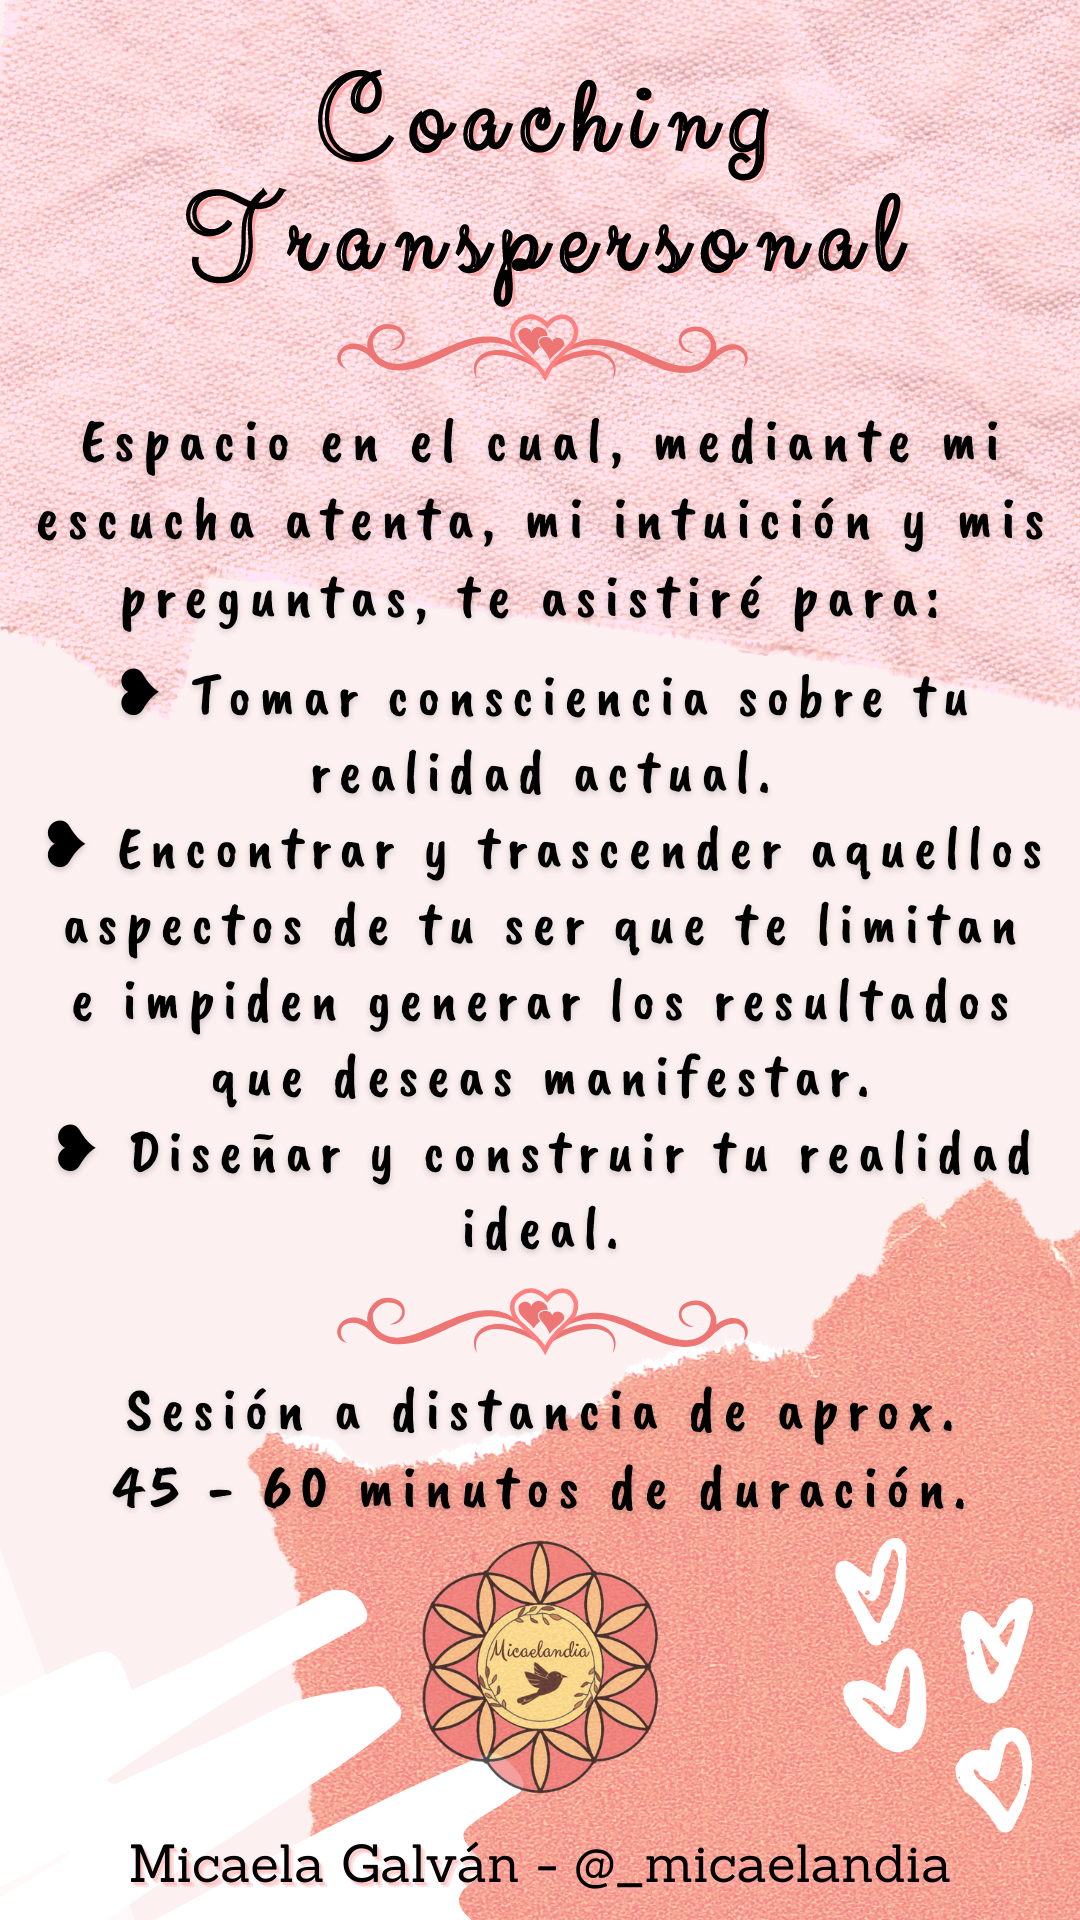 Coaching
Transpersonal
Espacio en el cual, mediante mi
escucha atenta, mi intuición y mis
preguntas, te asistiré para:
❥ Tomar consciencia sobre tu
realidad actual.
❥ Encontrar y trascender aquellos
aspectos de tu ser que te limitan
e impiden generar los resultados
que deseas manifestar.
❥ Diseñar y construir tu realidad
ideal.
Sesión a distancia de aprox.
45 - 60 minutos de duración.
Micaelandia
Micaela Galván - @_micaelandia